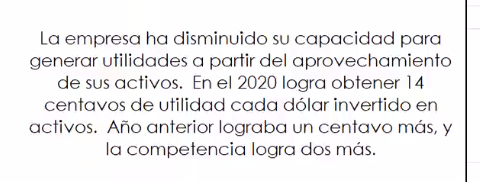 La empresa ha disminuido su capacidad para
generar utilidades a partir del aprovechamiento
de sus activos. En el 2020 logra obtener 14
centavos de utilidad cada dólar invertido en
activos. Año anterior lograba un centavo más, y
la competencia logra dos más.